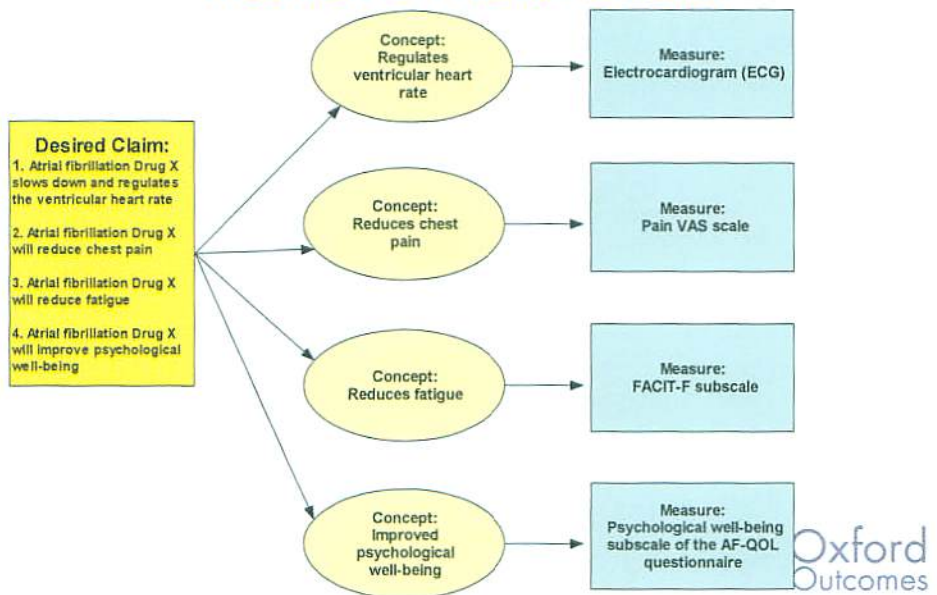 Desired Claim:
1. Atrial fibrillation Drug X
slows down and regulates
the ventricular heart rate
2. Atrial fibrillation Drug X
will reduce chest pain
3. Atrial fibrillation Drug X
will reduce fatigue
4. Atrial fibrillation Drug X
will improve psychological
well-being
Concept:
Regulates
ventricular heart
rate
Measure:
Electrocardiogram (ECG)
Concept:
Reduces chest
pain
Measure:
Pain VAS scale
Concept:
Reduces fatigue
Measure:
FACIT-F subscale
Concept:
Improved
psychological
well-being
Measure:
Psychological well-being
subscale of the AF-QOL
questionnaire
Oxford
Outcomes